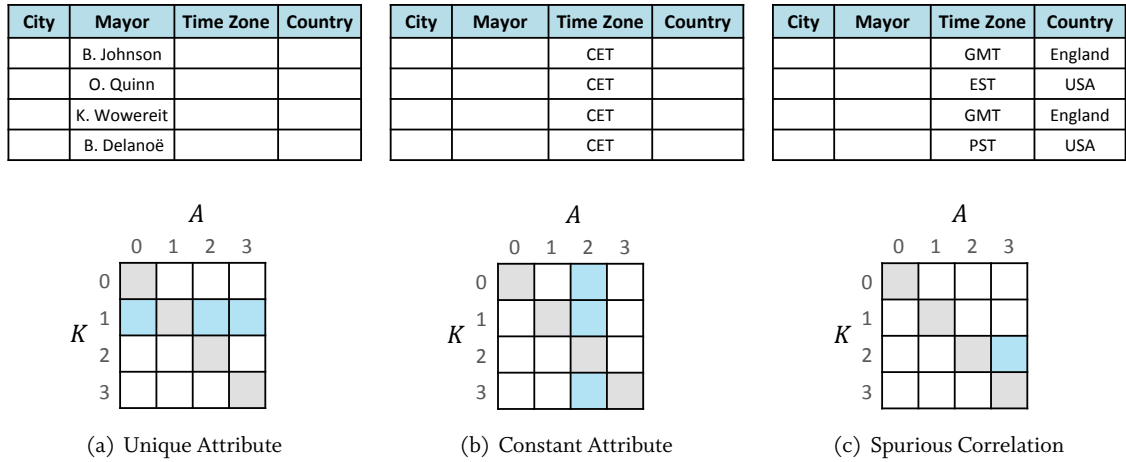 City Mayor Time Zone Country
B. Johnson
O. Quinn
K. Wowereit
B. Delanoë
City Mayor Time Zone Country
CET
CET
CET
CET
City Mayor Time Zone Country
GMT England
EST USA
GMT England
PST USA
A
0 1 2 3
0
K 1
2
3
(a) Unique Attribute
A
0 1 2 3
0
K 1
2
3
(b) Constant Attribute
A
0 1 2 3
0
K 1
2
3
(c) Spurious Correlation